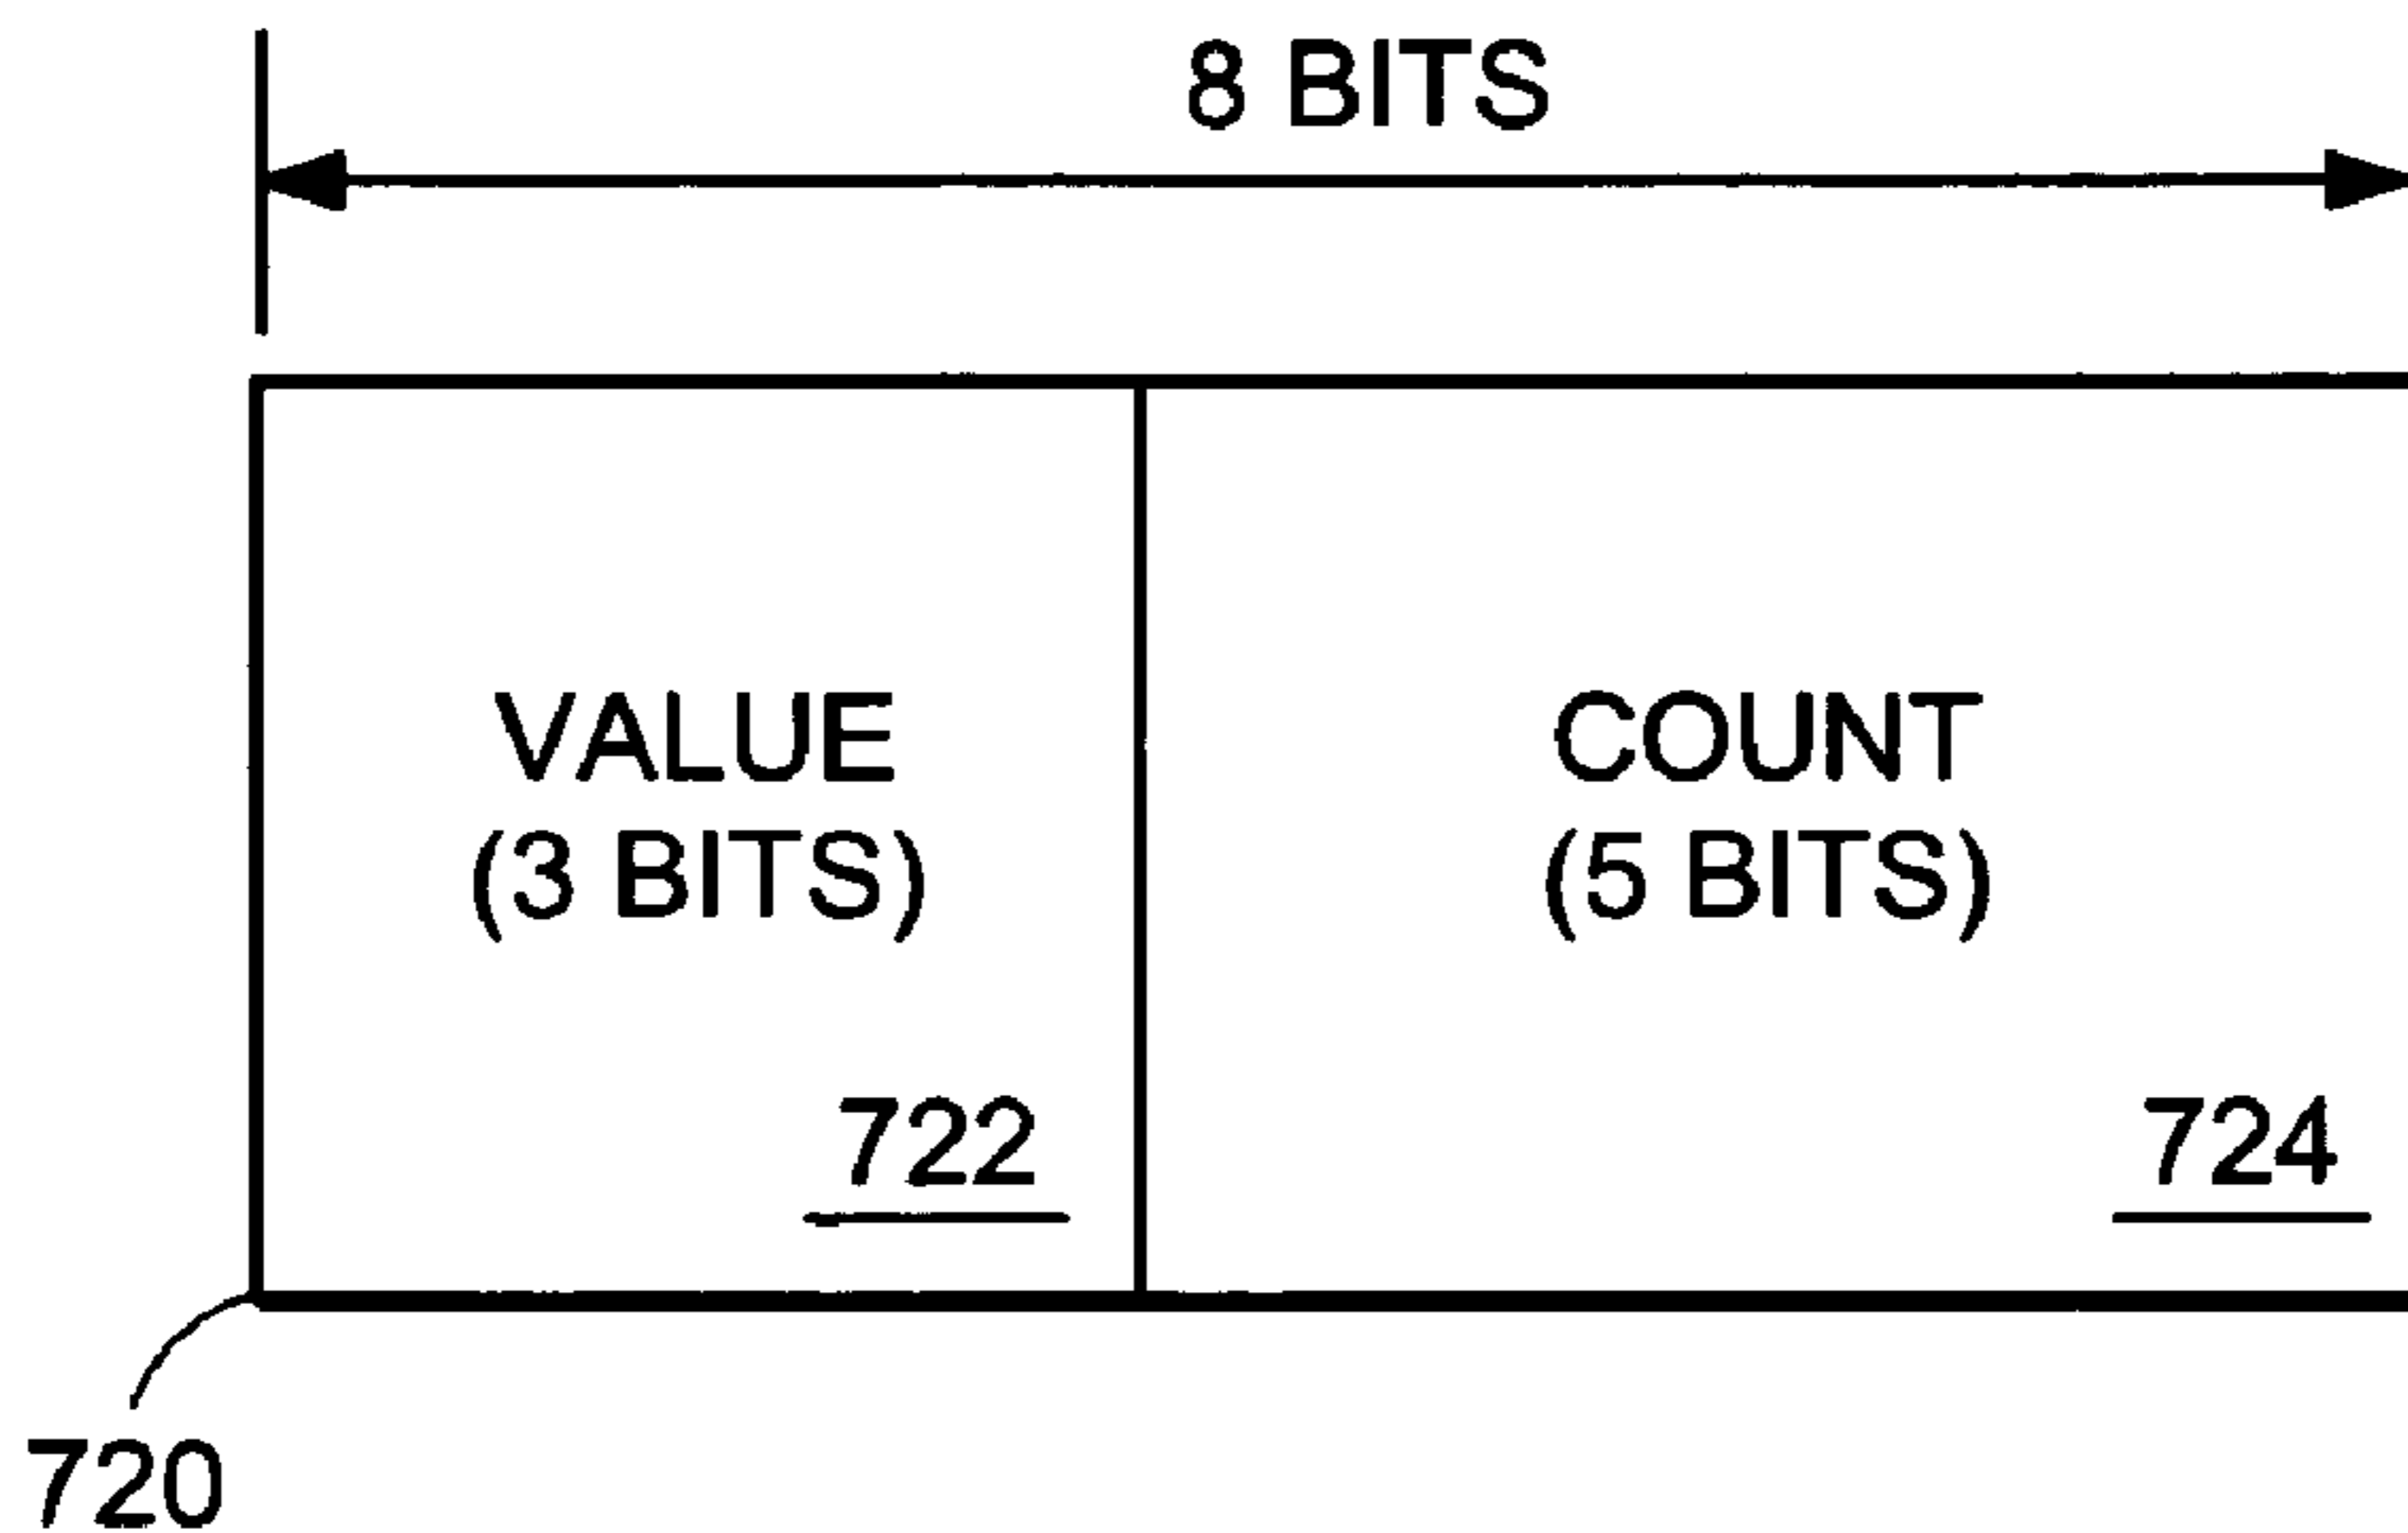 8 BITS
VALUE
(3 BITS)
COUNT
(5 BITS)
722
724
720